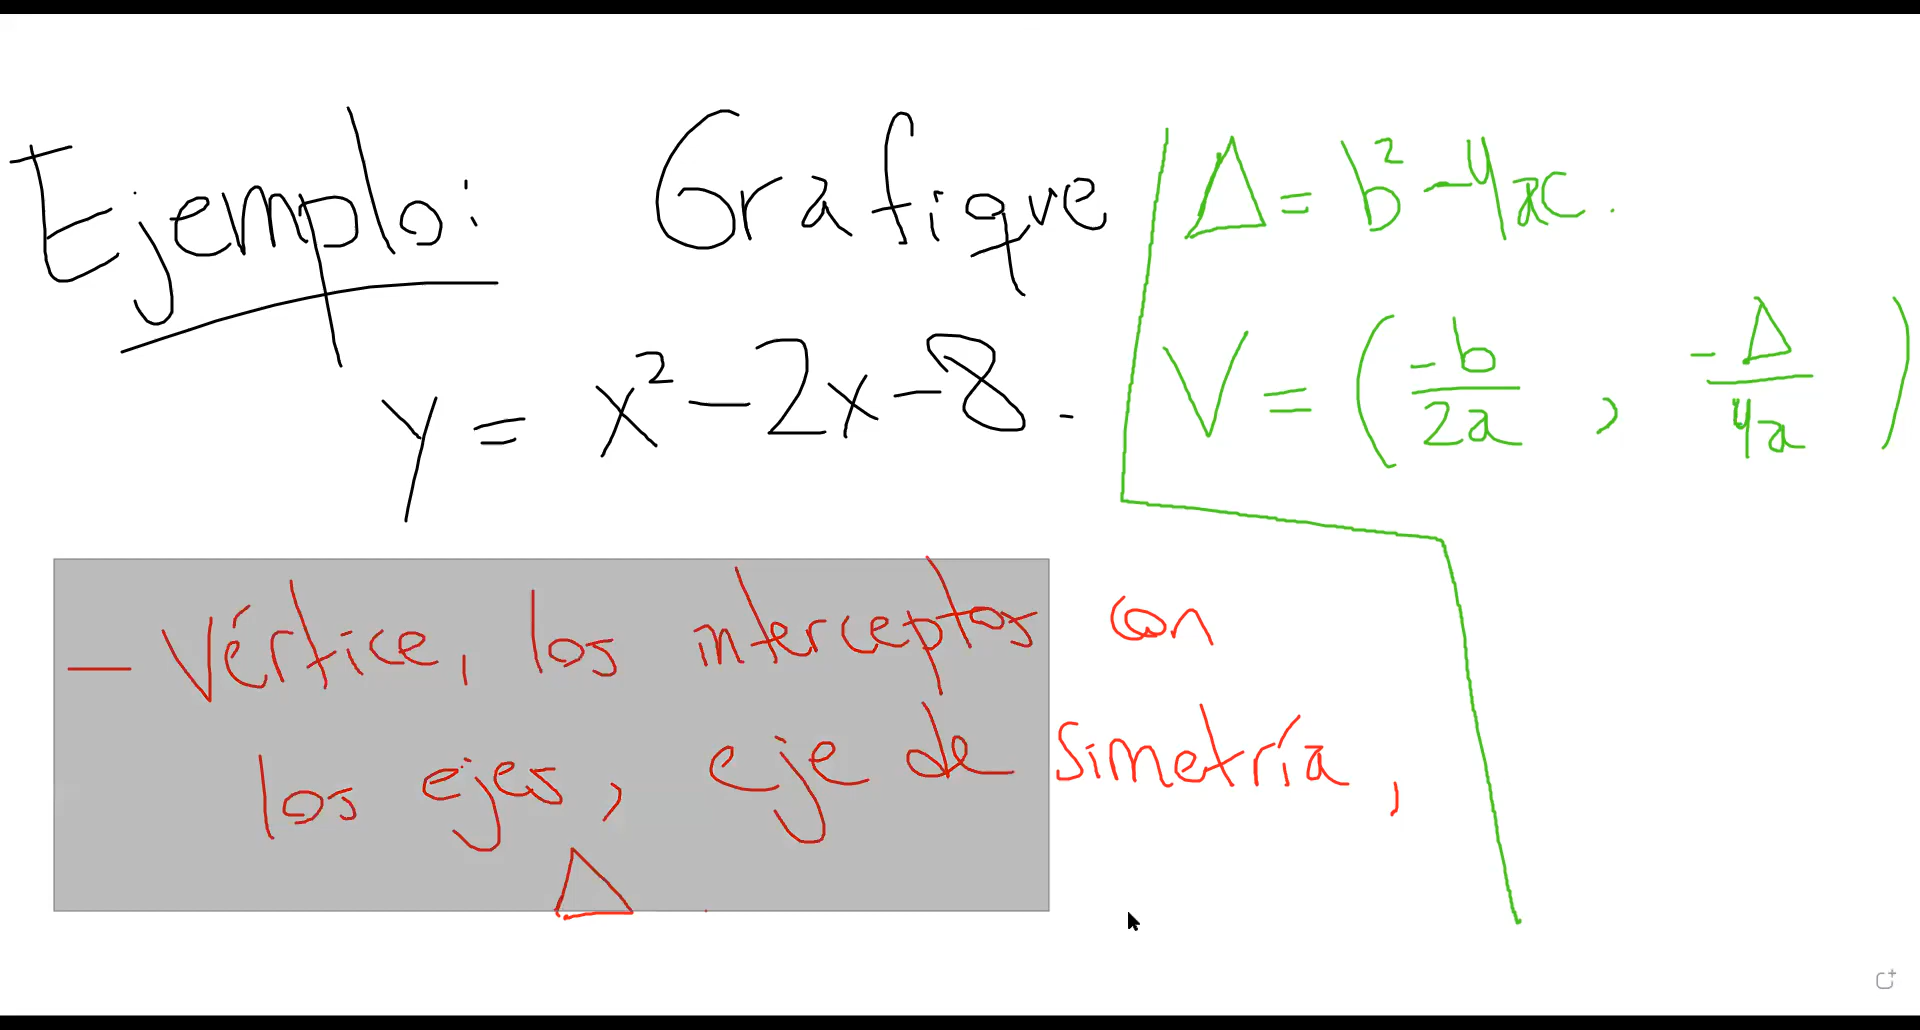 Ejemplo: Grafique
y = x² - 2x - 8.
Δ = b² - 4ac.
V = (-b/2a, -Δ/4a)
— Vértice, los interceptos con
los ejes, eje de simetría,
Δ